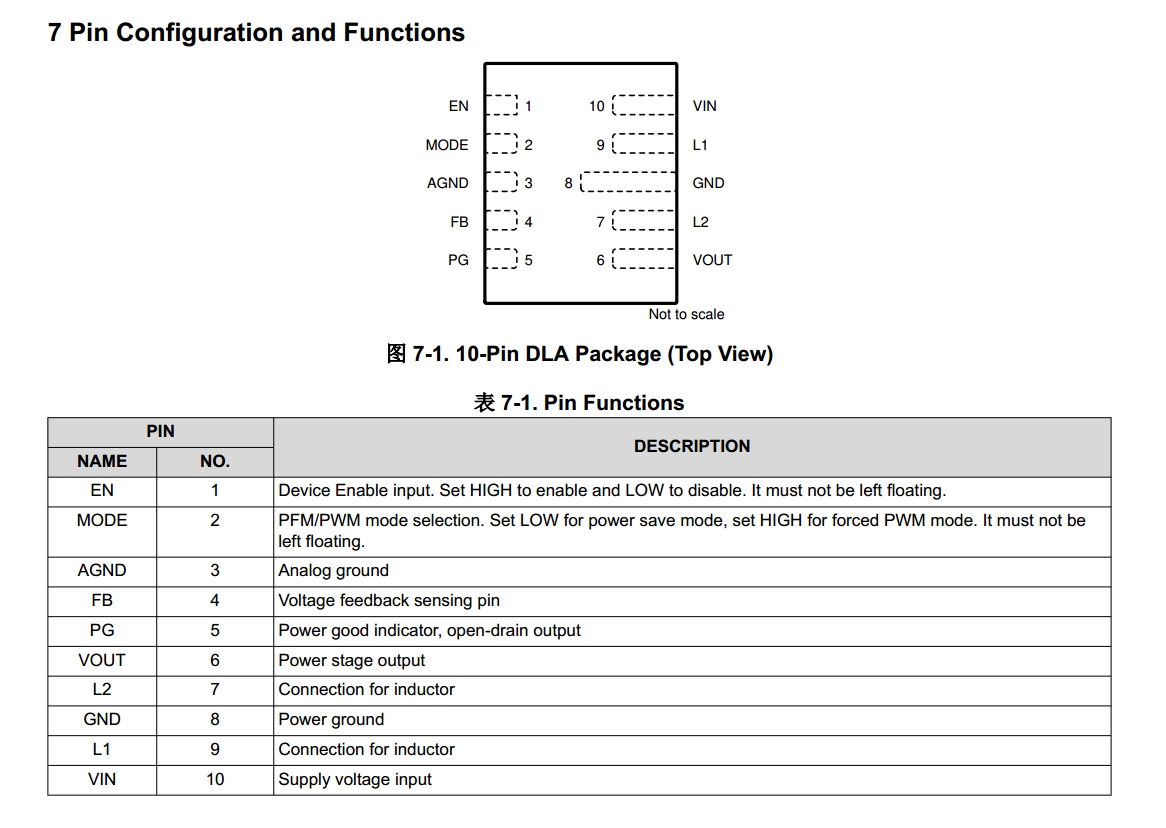 7 Pin Configuration and Functions
EN 1 10 VIN
MODE 2 9 L1
AGND 3 8 GND
FB 4 7 L2
PG 5 6 VOUT
Not to scale
图 7-1. 10-Pin DLA Package (Top View)
表 7-1. Pin Functions
PIN
DESCRIPTION
NAME NO.
EN 1 Device Enable input. Set HIGH to enable and LOW to disable. It must not be left floating.
MODE 2 PFM/PWM mode selection. Set LOW for power save mode, set HIGH for forced PWM mode. It must not be
left floating.
AGND 3 Analog ground
FB 4 Voltage feedback sensing pin
PG 5 Power good indicator, open-drain output
VOUT 6 Power stage output
L2 7 Connection for inductor
GND 8 Power ground
L1 9 Connection for inductor
VIN 10 Supply voltage input